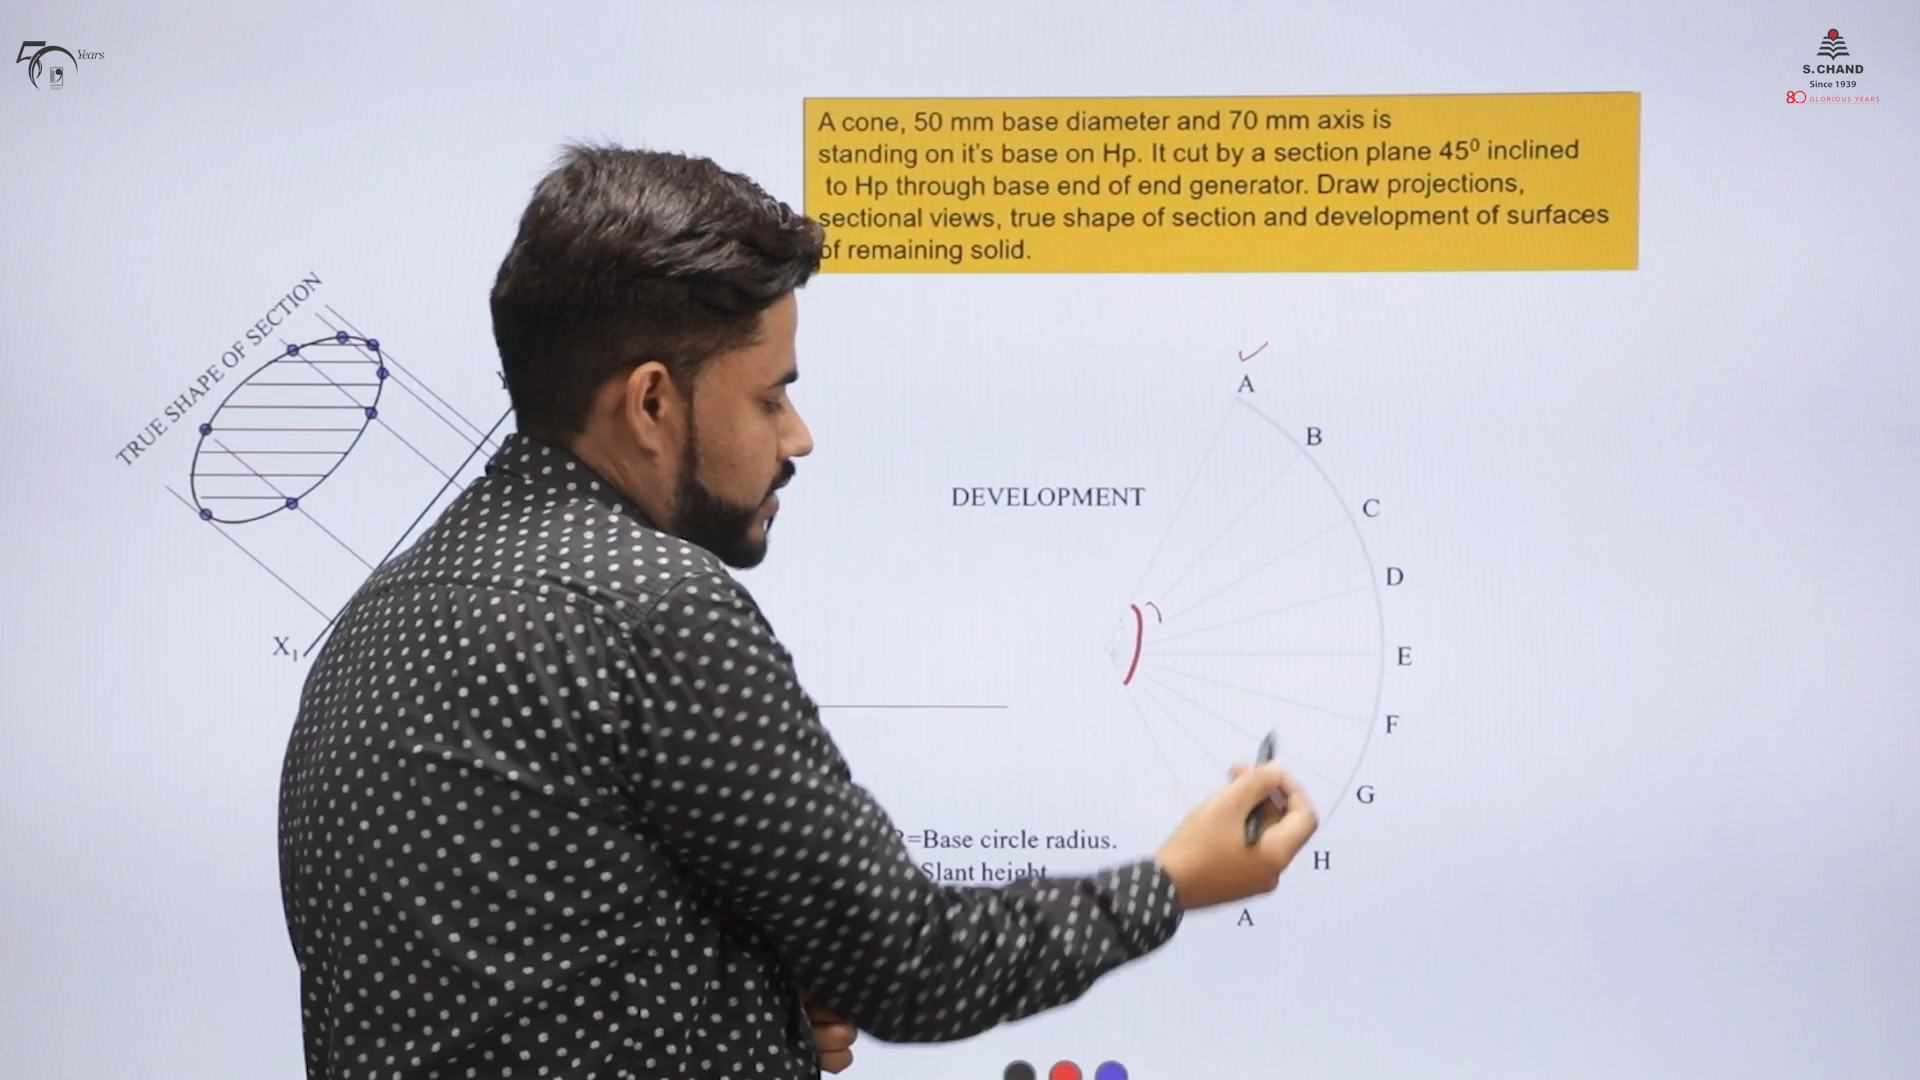 50 Years
S. CHAND
Since 1939
80 GLORIOUS YEARS
A cone, 50 mm base diameter and 70 mm axis is
standing on it's base on Hp. It cut by a section plane 45⁰ inclined
to Hp through base end of end generator. Draw projections,
sectional views, true shape of section and development of surfaces
of remaining solid.
TRUE SHAPE OF SECTION
X₁
DEVELOPMENT
A
B
C
D
E
F
G
H
A
=Base circle radius.
Slant height